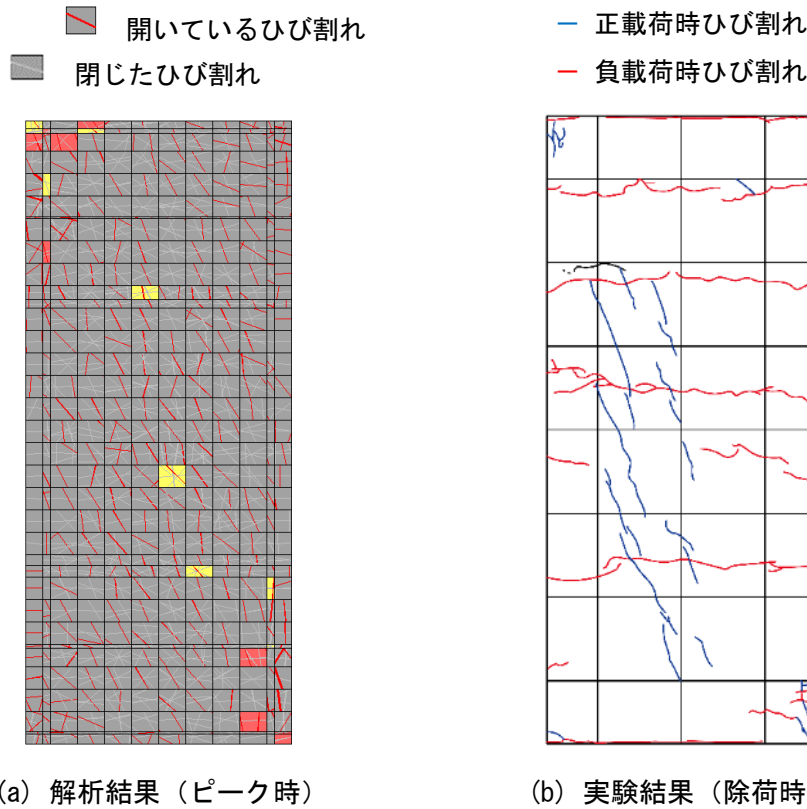 開いているひび割れ
閉じたひび割れ
正載荷時ひび割れ
負載荷時ひび割れ
(a) 解析結果（ピーク時）
(b) 実験結果（除荷時